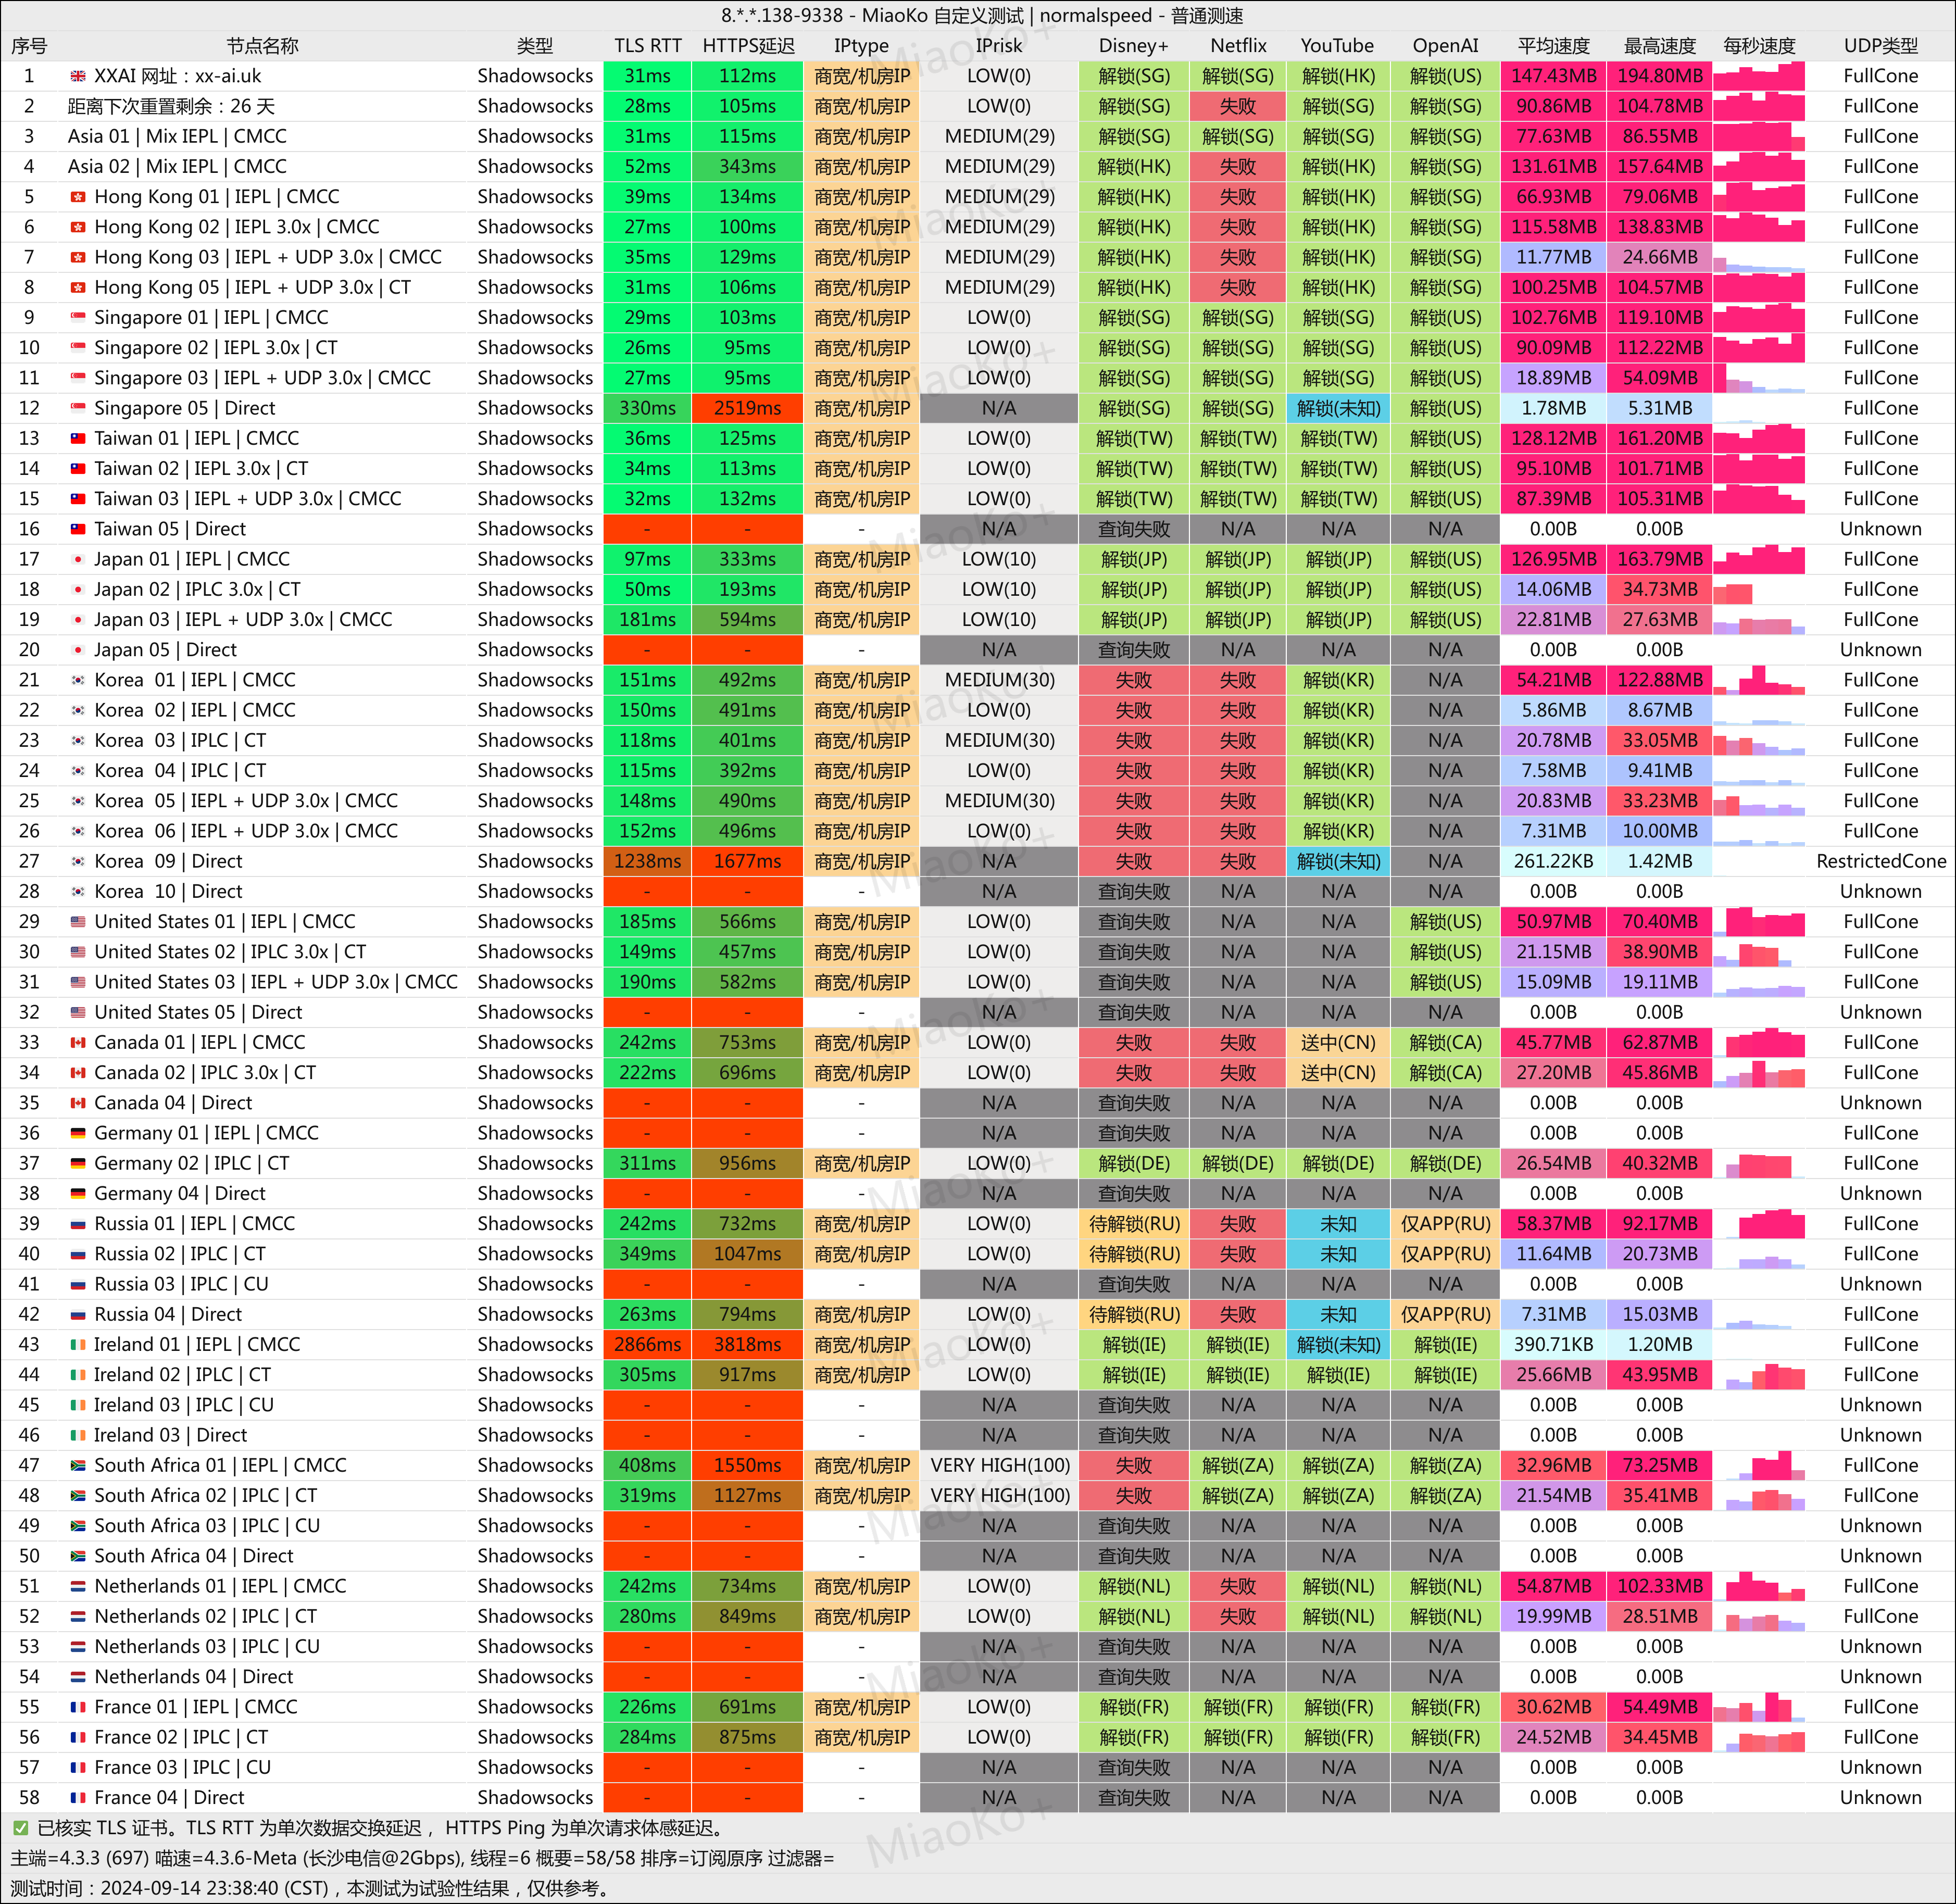 8.*.*.138-9338 - MiaoKo 自定义测试 | normalspeed - 普通测速
序号 节点名称 类型 TLS RTT HTTPS延迟 IPtype IPrisk Disney+ Netflix YouTube OpenAI 平均速度 最高速度 每秒速度 UDP类型
1 XXAI 网址：xx-ai.uk Shadowsocks 31ms 112ms 商宽/机房IP LOW(0) 解锁(SG) 解锁(SG) 解锁(HK) 解锁(US) 147.43MB 194.80MB FullCone
2 距离下次重置剩余：26 天 Shadowsocks 28ms 105ms 商宽/机房IP LOW(0) 解锁(SG) 失败 解锁(SG) 解锁(SG) 90.86MB 104.78MB FullCone
3 Asia 01 | Mix IEPL | CMCC Shadowsocks 31ms 115ms 商宽/机房IP MEDIUM(29) 解锁(SG) 解锁(SG) 解锁(SG) 解锁(US) 77.63MB 86.55MB FullCone
4 Asia 02 | Mix IEPL | CMCC Shadowsocks 52ms 343ms 商宽/机房IP MEDIUM(29) 解锁(HK) 失败 解锁(HK) 解锁(SG) 131.61MB 157.64MB FullCone
5 Hong Kong 01 | IEPL | CMCC Shadowsocks 39ms 134ms 商宽/机房IP MEDIUM(29) 解锁(HK) 失败 解锁(HK) 解锁(SG) 66.93MB 79.06MB FullCone
6 Hong Kong 02 | IEPL 3.0x | CMCC Shadowsocks 27ms 100ms 商宽/机房IP MEDIUM(29) 解锁(HK) 失败 解锁(HK) 解锁(SG) 115.58MB 138.83MB FullCone
7 Hong Kong 03 | IEPL + UDP 3.0x | CMCC Shadowsocks 35ms 129ms 商宽/机房IP MEDIUM(29) 解锁(HK) 失败 解锁(HK) 解锁(SG) 11.77MB 24.66MB FullCone
8 Hong Kong 05 | IEPL + UDP 3.0x | CT Shadowsocks 31ms 106ms 商宽/机房IP MEDIUM(29) 解锁(HK) 失败 解锁(HK) 解锁(SG) 100.25MB 104.57MB FullCone
9 Singapore 01 | IEPL | CMCC Shadowsocks 29ms 103ms 商宽/机房IP LOW(0) 解锁(SG) 解锁(SG) 解锁(SG) 解锁(US) 102.76MB 119.10MB FullCone
10 Singapore 02 | IEPL 3.0x | CT Shadowsocks 26ms 95ms 商宽/机房IP LOW(0) 解锁(SG) 解锁(SG) 解锁(SG) 解锁(US) 90.09MB 112.22MB FullCone
11 Singapore 03 | IEPL + UDP 3.0x | CMCC Shadowsocks 27ms 95ms 商宽/机房IP LOW(0) 解锁(SG) 解锁(SG) 解锁(SG) 解锁(US) 18.89MB 54.09MB FullCone
12 Singapore 05 | Direct Shadowsocks 330ms 2519ms 商宽/机房IP N/A 解锁(SG) 解锁(SG) 解锁(未知) 解锁(US) 1.78MB 5.31MB FullCone
13 Taiwan 01 | IEPL | CMCC Shadowsocks 36ms 125ms 商宽/机房IP LOW(0) 解锁(TW) 解锁(TW) 解锁(TW) 解锁(US) 128.12MB 161.20MB FullCone
14 Taiwan 02 | IEPL 3.0x | CT Shadowsocks 34ms 113ms 商宽/机房IP LOW(0) 解锁(TW) 解锁(TW) 解锁(TW) 解锁(US) 95.10MB 101.71MB FullCone
15 Taiwan 03 | IEPL + UDP 3.0x | CMCC Shadowsocks 32ms 132ms 商宽/机房IP LOW(0) 解锁(TW) 解锁(TW) 解锁(TW) 解锁(US) 87.39MB 105.31MB FullCone
16 Taiwan 05 | Direct Shadowsocks - - - N/A 查询失败 N/A N/A N/A 0.00B 0.00B Unknown
17 Japan 01 | IEPL | CMCC Shadowsocks 97ms 333ms 商宽/机房IP LOW(10) 解锁(JP) 解锁(JP) 解锁(JP) 解锁(US) 126.95MB 163.79MB FullCone
18 Japan 02 | IPLC 3.0x | CT Shadowsocks 50ms 193ms 商宽/机房IP LOW(10) 解锁(JP) 解锁(JP) 解锁(JP) 解锁(US) 14.06MB 34.73MB FullCone
19 Japan 03 | IEPL + UDP 3.0x | CMCC Shadowsocks 181ms 594ms 商宽/机房IP LOW(10) 解锁(JP) 解锁(JP) 解锁(JP) 解锁(US) 22.81MB 27.63MB FullCone
20 Japan 05 | Direct Shadowsocks - - - N/A 查询失败 N/A N/A N/A 0.00B 0.00B Unknown
21 Korea 01 | IEPL | CMCC Shadowsocks 151ms 492ms 商宽/机房IP MEDIUM(30) 失败 失败 解锁(KR) N/A 54.21MB 122.88MB FullCone
22 Korea 02 | IEPL | CMCC Shadowsocks 150ms 491ms 商宽/机房IP LOW(0) 失败 失败 解锁(KR) N/A 5.86MB 8.67MB FullCone
23 Korea 03 | IPLC | CT Shadowsocks 118ms 401ms 商宽/机房IP MEDIUM(30) 失败 失败 解锁(KR) N/A 20.78MB 33.05MB FullCone
24 Korea 04 | IPLC | CT Shadowsocks 115ms 392ms 商宽/机房IP LOW(0) 失败 失败 解锁(KR) N/A 7.58MB 9.41MB FullCone
25 Korea 05 | IEPL + UDP 3.0x | CMCC Shadowsocks 148ms 490ms 商宽/机房IP MEDIUM(30) 失败 失败 解锁(KR) N/A 20.83MB 33.23MB FullCone
26 Korea 06 | IEPL + UDP 3.0x | CMCC Shadowsocks 152ms 496ms 商宽/机房IP LOW(0) 失败 失败 解锁(KR) N/A 7.31MB 10.00MB FullCone
27 Korea 09 | Direct Shadowsocks 1238ms 1677ms 商宽/机房IP N/A 失败 失败 解锁(未知) N/A 261.22KB 1.42MB RestrictedCone
28 Korea 10 | Direct Shadowsocks - - - N/A 查询失败 N/A N/A N/A 0.00B 0.00B Unknown
29 United States 01 | IEPL | CMCC Shadowsocks 185ms 566ms 商宽/机房IP LOW(0) 查询失败 N/A N/A 解锁(US) 50.97MB 70.40MB FullCone
30 United States 02 | IPLC 3.0x | CT Shadowsocks 149ms 457ms 商宽/机房IP LOW(0) 查询失败 N/A N/A 解锁(US) 21.15MB 38.90MB FullCone
31 United States 03 | IEPL + UDP 3.0x | CMCC Shadowsocks 190ms 582ms 商宽/机房IP LOW(0) 查询失败 N/A N/A 解锁(US) 15.09MB 19.11MB FullCone
32 United States 05 | Direct Shadowsocks - - - N/A 查询失败 N/A N/A N/A 0.00B 0.00B Unknown
33 Canada 01 | IEPL | CMCC Shadowsocks 242ms 753ms 商宽/机房IP LOW(0) 失败 失败 送中(CN) 解锁(CA) 45.77MB 62.87MB FullCone
34 Canada 02 | IPLC 3.0x | CT Shadowsocks 222ms 696ms 商宽/机房IP LOW(0) 失败 失败 送中(CN) 解锁(CA) 27.20MB 45.86MB FullCone
35 Canada 04 | Direct Shadowsocks - - - N/A 查询失败 N/A N/A N/A 0.00B 0.00B Unknown
36 Germany 01 | IEPL | CMCC Shadowsocks - - - N/A 查询失败 N/A N/A N/A 0.00B 0.00B FullCone
37 Germany 02 | IPLC | CT Shadowsocks 311ms 956ms 商宽/机房IP LOW(0) 解锁(DE) 解锁(DE) 解锁(DE) 解锁(DE) 26.54MB 40.32MB FullCone
38 Germany 04 | Direct Shadowsocks - - - N/A 查询失败 N/A N/A N/A 0.00B 0.00B Unknown
39 Russia 01 | IEPL | CMCC Shadowsocks 242ms 732ms 商宽/机房IP LOW(0) 待解锁(RU) 失败 未知 仅APP(RU) 58.37MB 92.17MB FullCone
40 Russia 02 | IPLC | CT Shadowsocks 349ms 1047ms 商宽/机房IP LOW(0) 待解锁(RU) 失败 未知 仅APP(RU) 11.64MB 20.73MB FullCone
41 Russia 03 | IPLC | CU Shadowsocks - - - N/A 查询失败 N/A N/A N/A 0.00B 0.00B Unknown
42 Russia 04 | Direct Shadowsocks 263ms 794ms 商宽/机房IP LOW(0) 待解锁(RU) 失败 未知 仅APP(RU) 7.31MB 15.03MB FullCone
43 Ireland 01 | IEPL | CMCC Shadowsocks 2866ms 3818ms 商宽/机房IP LOW(0) 解锁(IE) 解锁(IE) 解锁(未知) 解锁(IE) 390.71KB 1.20MB FullCone
44 Ireland 02 | IPLC | CT Shadowsocks 305ms 917ms 商宽/机房IP LOW(0) 解锁(IE) 解锁(IE) 解锁(IE) 解锁(IE) 25.66MB 43.95MB FullCone
45 Ireland 03 | IPLC | CU Shadowsocks - - - N/A 查询失败 N/A N/A N/A 0.00B 0.00B Unknown
46 Ireland 03 | Direct Shadowsocks - - - N/A 查询失败 N/A N/A N/A 0.00B 0.00B Unknown
47 South Africa 01 | IEPL | CMCC Shadowsocks 408ms 1550ms 商宽/机房IP VERY HIGH(100) 失败 解锁(ZA) 解锁(ZA) 解锁(ZA) 32.96MB 73.25MB FullCone
48 South Africa 02 | IPLC | CT Shadowsocks 319ms 1127ms 商宽/机房IP VERY HIGH(100) 失败 解锁(ZA) 解锁(ZA) 解锁(ZA) 21.54MB 35.41MB FullCone
49 South Africa 03 | IPLC | CU Shadowsocks - - - N/A 查询失败 N/A N/A N/A 0.00B 0.00B Unknown
50 South Africa 04 | Direct Shadowsocks - - - N/A 查询失败 N/A N/A N/A 0.00B 0.00B Unknown
51 Netherlands 01 | IEPL | CMCC Shadowsocks 242ms 734ms 商宽/机房IP LOW(0) 解锁(NL) 失败 解锁(NL) 解锁(NL) 54.87MB 102.33MB FullCone
52 Netherlands 02 | IPLC | CT Shadowsocks 280ms 849ms 商宽/机房IP LOW(0) 解锁(NL) 失败 解锁(NL) 解锁(NL) 19.99MB 28.51MB FullCone
53 Netherlands 03 | IPLC | CU Shadowsocks - - - N/A 查询失败 N/A N/A N/A 0.00B 0.00B Unknown
54 Netherlands 04 | Direct Shadowsocks - - - N/A 查询失败 N/A N/A N/A 0.00B 0.00B Unknown
55 France 01 | IEPL | CMCC Shadowsocks 226ms 691ms 商宽/机房IP LOW(0) 解锁(FR) 解锁(FR) 解锁(FR) 解锁(FR) 30.62MB 54.49MB FullCone
56 France 02 | IPLC | CT Shadowsocks 284ms 875ms 商宽/机房IP LOW(0) 解锁(FR) 解锁(FR) 解锁(FR) 解锁(FR) 24.52MB 34.45MB FullCone
57 France 03 | IPLC | CU Shadowsocks - - - N/A 查询失败 N/A N/A N/A 0.00B 0.00B Unknown
58 France 04 | Direct Shadowsocks - - - N/A 查询失败 N/A N/A N/A 0.00B 0.00B Unknown
✅ 已核实 TLS 证书。TLS RTT 为单次数据交换延迟， HTTPS Ping 为单次请求体感延迟。
主端=4.3.3 (697) 喵速=4.3.6-Meta (长沙电信@2Gbps), 线程=6 概要=58/58 排序=订阅原序 过滤器=
测试时间：2024-09-14 23:38:40 (CST)，本测试为试验性结果，仅供参考。
MiaoKo+